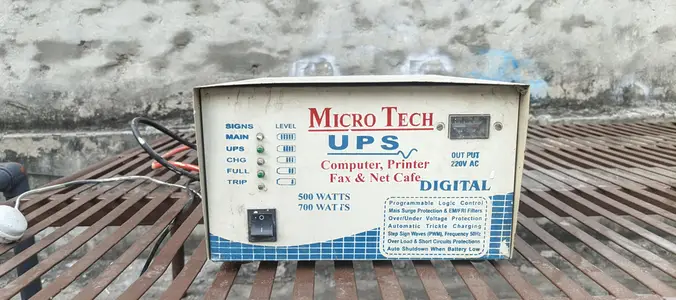 SIGNS LEVEL
MAIN
UPS
CHG
FULL
TRIP
MICRO TECH
UPS
Computer, Printer
Fax & Net Cafe
DIGITAL
500 WATTS
700 WATTS
OUT PUT
220V AC
Programmable Logic Control
Mais Surge Protection & EMI/FRI Filters
Over/Under Voltage Protection
Automatic Trickle Charging
Step Sign Waves (PWM), Frequency 50Hz
Over Load & Short Circuits Protections
Auto Shutdown When Battery Low